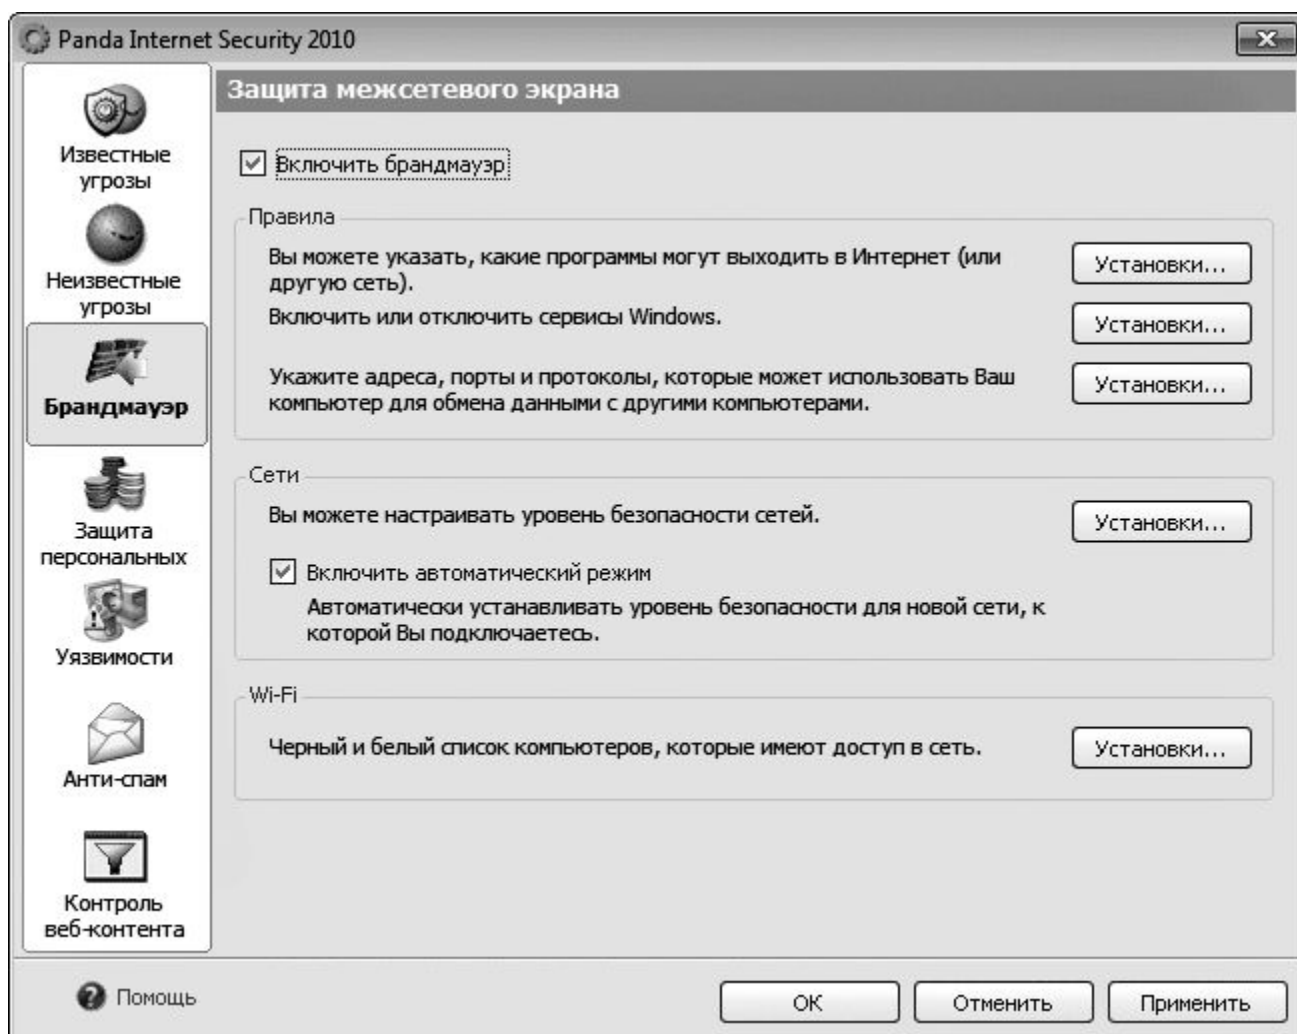 Panda Internet Security 2010
Известные
угрозы
Неизвестные
угрозы
Брандмауэр
Защита
персональных
Уязвимости
Анти-спам
Контроль
веб-контента
Защита межсетевого экрана
Включить брандмауэр
Правила
Вы можете указать, какие программы могут выходить в Интернет (или
другую сеть).
Установки...
Включить или отключить сервисы Windows.
Установки...
Укажите адреса, порты и протоколы, которые может использовать Ваш
компьютер для обмена данными с другими компьютерами.
Установки...
Сети
Вы можете настраивать уровень безопасности сетей.
Установки...
Включить автоматический режим
Автоматически устанавливать уровень безопасности для новой сети, к
которой Вы подключаетесь.
Wi-Fi
Черный и белый список компьютеров, которые имеют доступ в сеть.
Установки...
Помощь
OK
Отменить
Применить